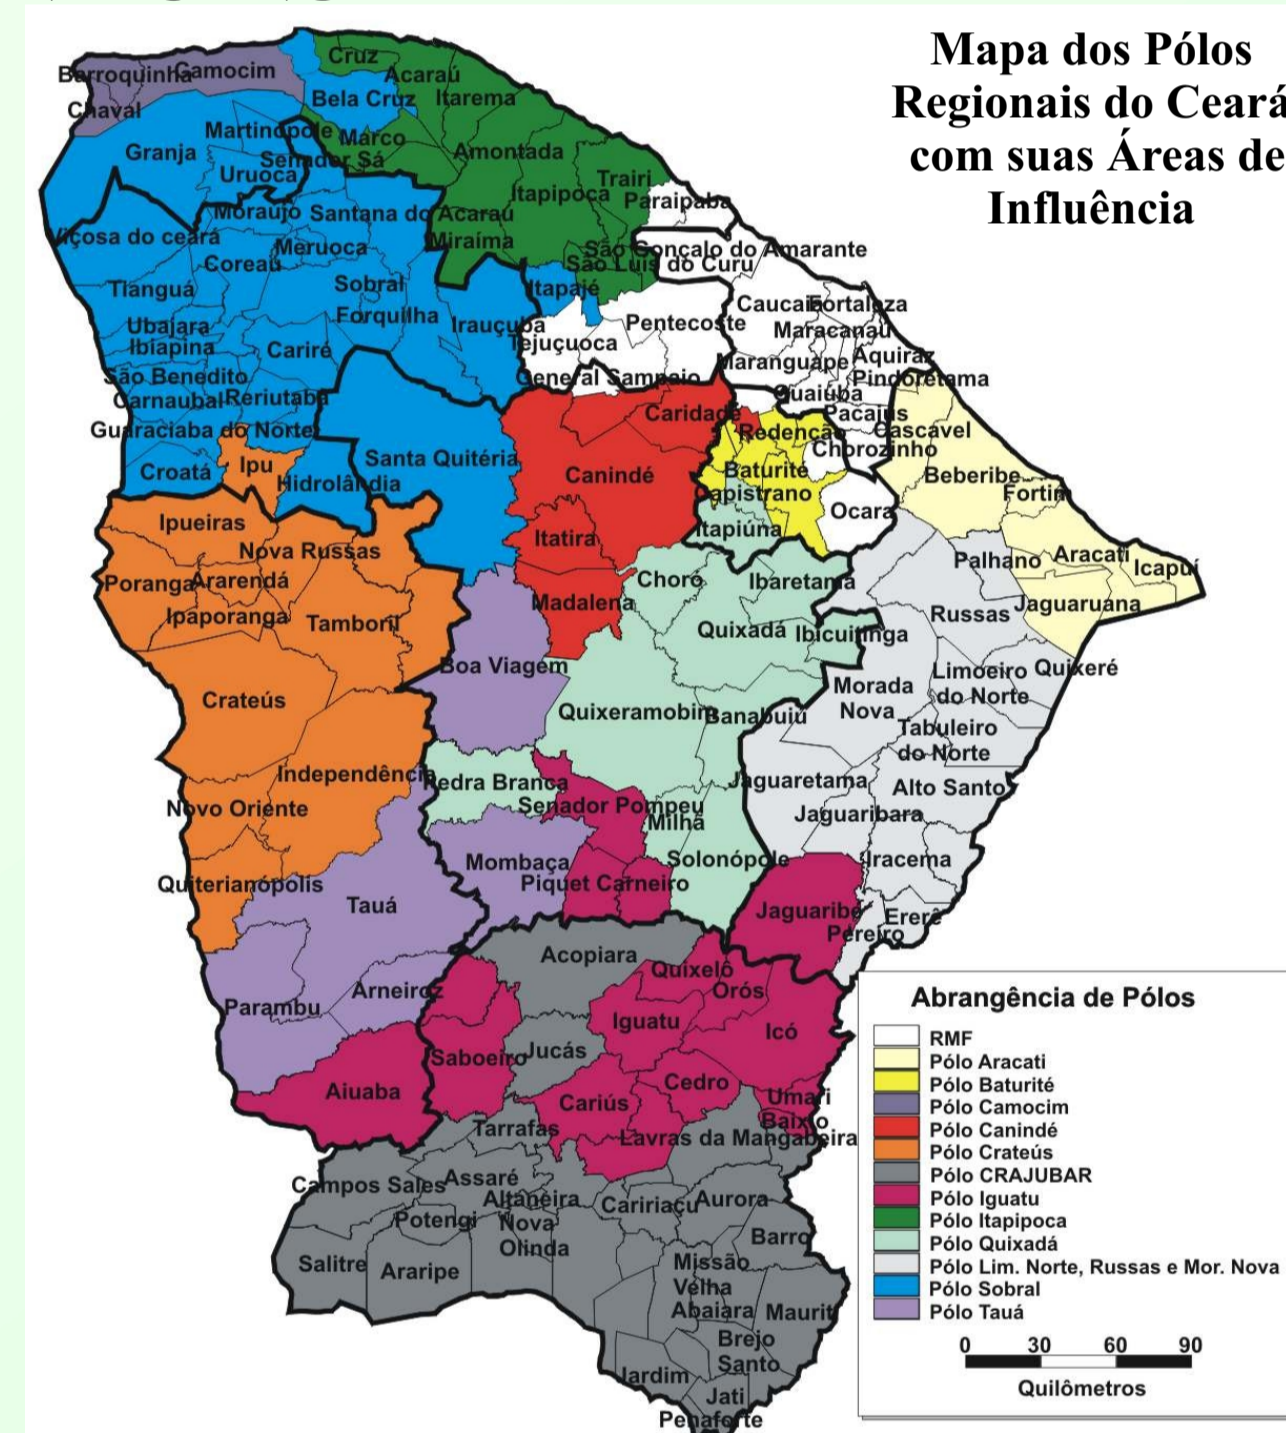 Mapa dos Pólos
Regionais do Ceará
com suas Áreas de
Influência
Cruz
Barroquinha
Camocim
Acaraú
Bela Cruz
Itarema
Chaval
Martinópole
Marco
Granja
Senador Sá
Amontada
Uruoca
Trairi
Itapipoca
Paraipaba
Moraújo
Santana do Acaraú
Viçosa do ceará
Meruoca
Miraíma
São Gonçalo do Amarante
Coreaú
São Luis do Curu
Tianguá
Sobral
Itapajé
Forquilha
Caucaia
Fortaleza
Ubajara
Irauçuba
Pentecoste
Maracanaú
Ibiapina
Cariré
Tejuçuoca
Maranguape
Aquiraz
São Benedito
General Sampaio
Pindoretama
Carnaubal
Reriutaba
Guaiúba
Caridade
Pacajus
Guaraciaba do Norte
Redenção
Cascavel
Chorozinho
Croatá
Ipu
Santa Quitéria
Canindé
Baturité
Beberibe
Hidrolândia
Capistrano
Fortim
Ocara
Ipueiras
Itatira
Itapiúna
Nova Russas
Palhano
Aracati
Icapuí
Poranga
Ararendá
Choró
Ibaretama
Madalena
Jaguaruana
Ipaporanga
Tamboril
Russas
Quixadá
Ibicuitinga
Boa Viagem
Limoeiro
do Norte
Quixeré
Crateús
Morada
Nova
Quixeramobim
Banabuiú
Tabuleiro
do Norte
Independência
Pedra Branca
Jaguaretama
Alto Santo
Novo Oriente
Senador Pompeu
Milhã
Jaguaribara
Mombaça
Solonópole
Iracema
Quiterianópolis
Piquet Carneiro
Tauá
Jaguaribe
Ererê
Pereiro
Acopiara
Quixelô
Arneiroz
Orós
Parambu
Iguatu
Icó
Saboeiro
Jucás
Aiuaba
Cedro
Cariús
Umari
Baixio
Tarrafas
Lavras da Mangabeira
Campos Sales
Assaré
Altaneira
Caririaçu
Aurora
Potengi
Nova
Olinda
Barro
Salitre
Araripe
Missão
Velha
Abaiara
Mauriti
Brejo
Santo
Jardim
Jati
Penaforte
Abrangência de Pólos
RMF
Pólo Aracati
Pólo Baturité
Pólo Camocim
Pólo Canindé
Pólo Crateús
Pólo CRAJUBAR
Pólo Iguatu
Pólo Itapipoca
Pólo Quixadá
Pólo Lim. Norte, Russas e Mor. Nova
Pólo Sobral
Pólo Tauá
0 30 60 90
Quilômetros